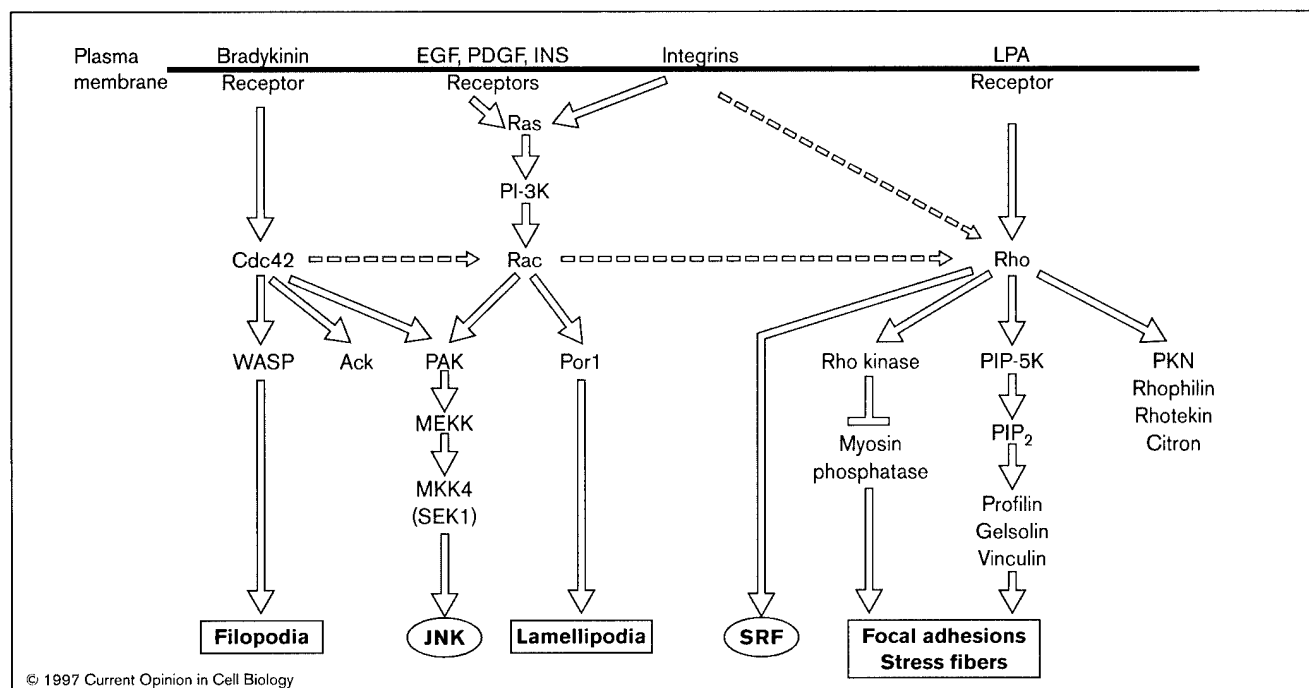 Plasma membrane
Bradykinin
Receptor
EGF, PDGF, INS
Receptors
Integrins
LPA
Receptor
Ras
PI-3K
Cdc42
Rac
Rho
WASP
Ack
PAK
Por1
Rho kinase
PIP-5K
PKN
Rhophilin
Rhotekin
Citron
MEKK
Myosin
phosphatase
PIP2
MKK4
(SEK1)
Profilin
Gelsolin
Vinculin
Filopodia
JNK
Lamellipodia
SRF
Focal adhesions
Stress fibers
© 1997 Current Opinion in Cell Biology